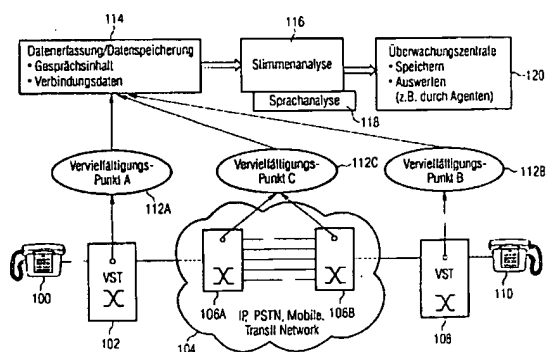 114
116
Datenerfassung/Datenspeicherung
• Gesprächsinhalt
• Verbindungsdaten
Stimmenanalyse
Sprachanalyse
118
Überwachungszentrale
• Speichern
• Auswerten
(z.B. durch Agenten)
120
Vervielfältigungs-
Punkt A
112A
Vervielfältigungs-
Punkt C
112C
Vervielfältigungs-
Punkt B
112B
100
VST
102
106A
106B
IP, PSTN, Mobile,
Transit Network
104
VST
108
110